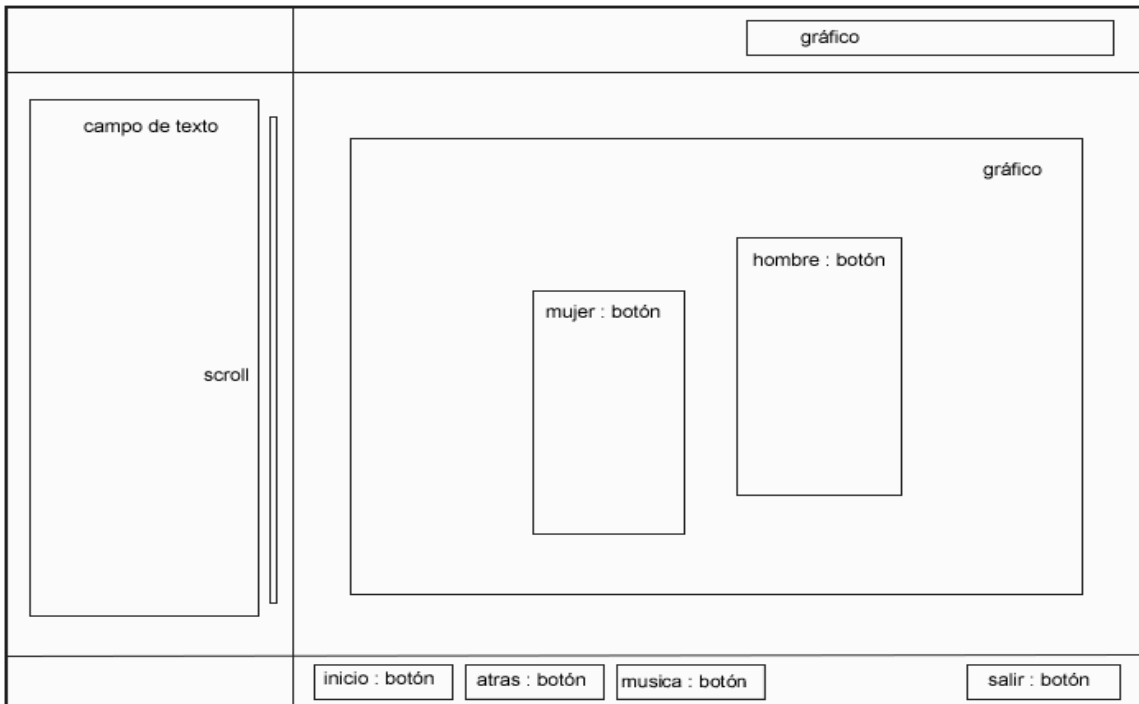 gráfico
campo de texto
gráfico
hombre : botón
mujer : botón
scroll
inicio : botón
atras : botón
musica : botón
salir : botón